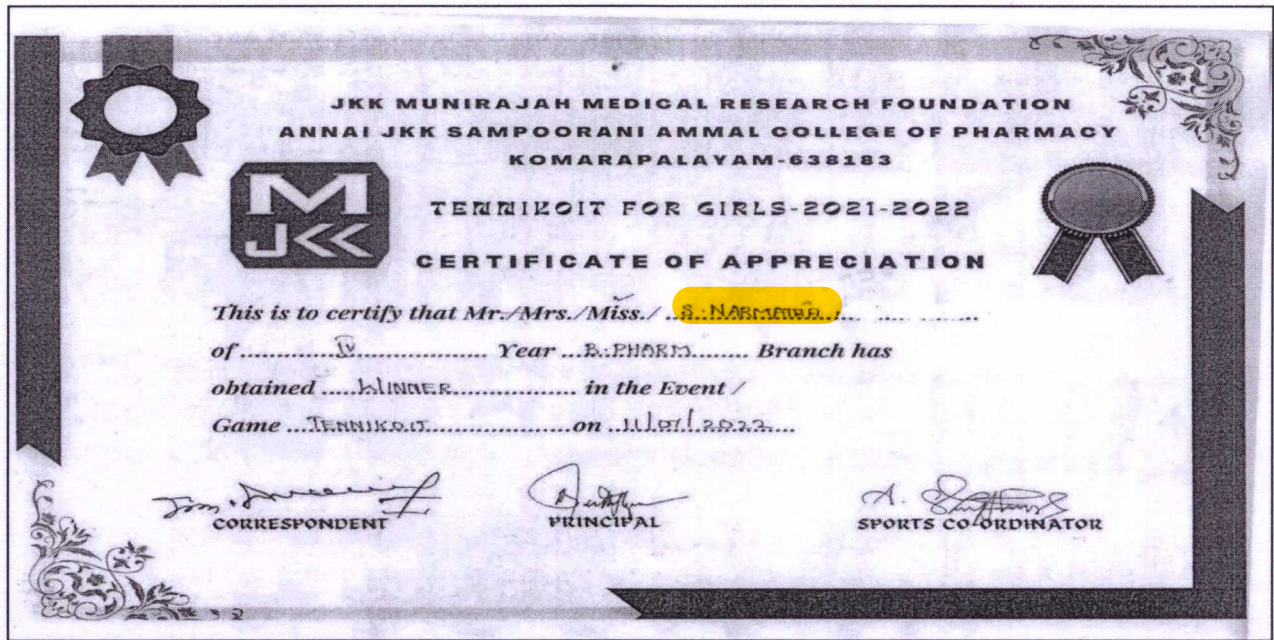 JKK MUNIRAJAH MEDICAL RESEARCH FOUNDATION
ANNAI JKK SAMPOORANI AMMAL COLLEGE OF PHARMACY
KOMARAPALAYAM-638183
M
JKK
TENNIKOIT FOR GIRLS-2021-2022
CERTIFICATE OF APPRECIATION
This is to certify that Mr./Mrs./Miss./ S. NARMATHA
of IV Year B.PHARM Branch has
obtained WINNER in the Event /
Game TENNIKOIT on 11/07/2022
CORRESPONDENT
PRINCIPAL
SPORTS CO-ORDINATOR